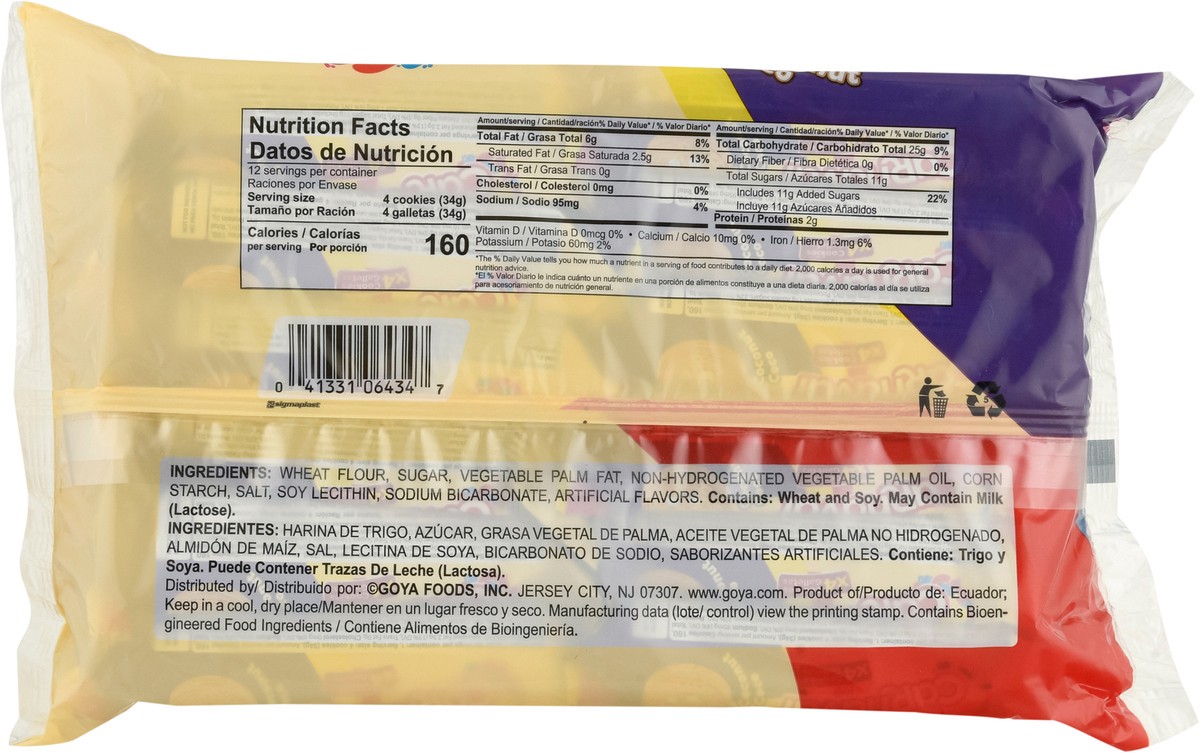 Nutrition Facts
Datos de Nutrición
12 servings per container
Raciones por Envase
Serving size 4 cookies (34g)
Tamaño por Ración 4 galletas (34g)
Calories / Calorías
per serving Por porción 160
Amount/serving / Cantidad/ración% Daily Value* / % Valor Diario*
Total Fat / Grasa Total 6g 8%
Saturated Fat / Grasa Saturada 2.5g 13%
Trans Fat / Grasa Trans 0g
Cholesterol / Colesterol 0mg 0%
Sodium / Sodio 95mg 4%
Amount/serving / Cantidad/ración% Daily Value* / % Valor Diario*
Total Carbohydrate / Carbohidrato Total 25g 9%
Dietary Fiber / Fibra Dietética 0g 0%
Total Sugars / Azúcares Totales 11g
Includes 11g Added Sugars 22%
Incluye 11g Azúcares Añadidos
Protein / Proteínas 2g
Vitamin D / Vitamina D 0mcg 0% • Calcium / Calcio 10mg 0% • Iron / Hierro 1.3mg 6%
Potassium / Potasio 60mg 2%
*The % Daily Value tells you how much a nutrient in a serving of food contributes to a daily diet. 2,000 calories a day is used for general
nutrition advice.
*El % Valor Diario le indica cuánto un nutriente en una porción de alimentos constituye a una dieta diaria. 2,000 calorías al día se utiliza
para acesoriamiento de nutrición general.
0 41331 06434 7
sigmaplast
5
INGREDIENTS: WHEAT FLOUR, SUGAR, VEGETABLE PALM FAT, NON-HYDROGENATED VEGETABLE PALM OIL, CORN
STARCH, SALT, SOY LECITHIN, SODIUM BICARBONATE, ARTIFICIAL FLAVORS. Contains: Wheat and Soy. May Contain Milk
(Lactose).
INGREDIENTES: HARINA DE TRIGO, AZÚCAR, GRASA VEGETAL DE PALMA, ACEITE VEGETAL DE PALMA NO HIDROGENADO,
ALMIDÓN DE MAÍZ, SAL, LECITINA DE SOYA, BICARBONATO DE SODIO, SABORIZANTES ARTIFICIALES. Contiene: Trigo y
Soya. Puede Contener Trazas De Leche (Lactosa).
Distributed by/ Distribuido por: ©GOYA FOODS, INC. JERSEY CITY, NJ 07307. www.goya.com. Product of/Producto de: Ecuador;
Keep in a cool, dry place/Mantener en un lugar fresco y seco. Manufacturing data (lote/ control) view the printing stamp. Contains Bioen-
gineered Food Ingredients / Contiene Alimentos de Bioingeniería.